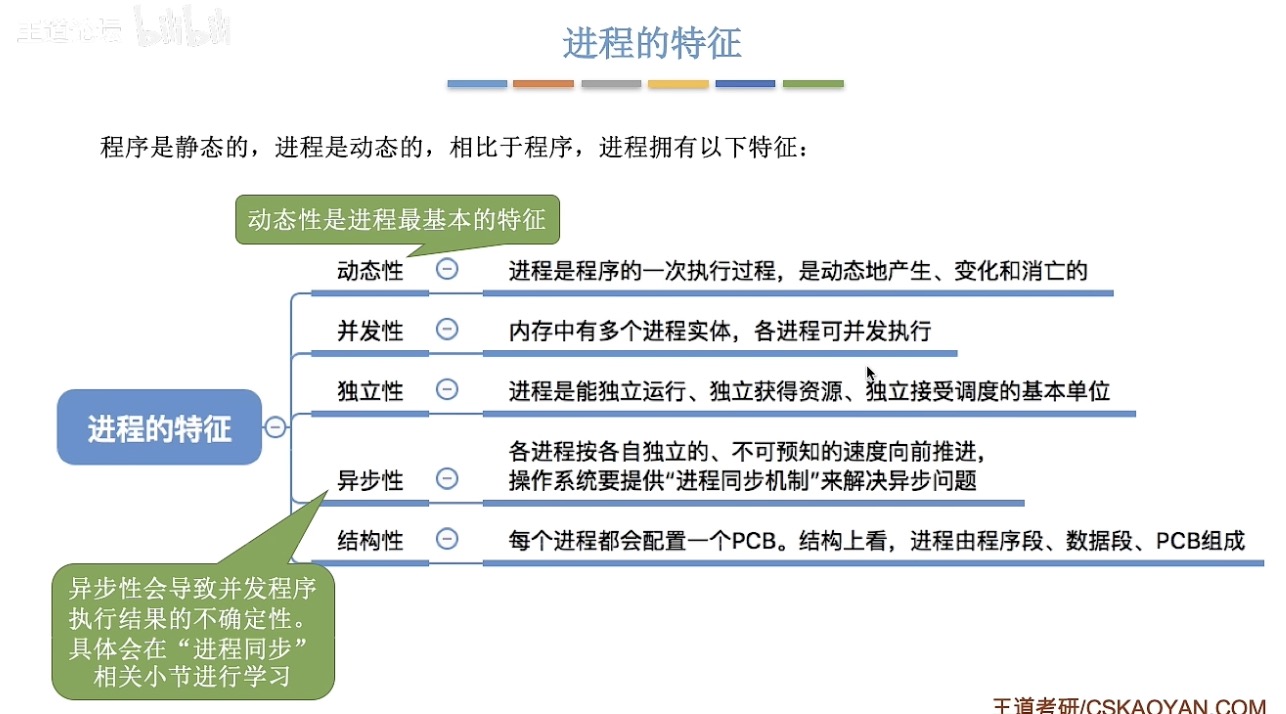 王道论坛 bilibili
进程的特征
程序是静态的，进程是动态的，相比于程序，进程拥有以下特征：
动态性是进程最基本的特征
动态性 进程是程序的一次执行过程，是动态地产生、变化和消亡的
并发性 内存中有多个进程实体，各进程可并发执行
独立性 进程是能独立运行、独立获得资源、独立接受调度的基本单位
进程的特征
各进程按各自独立的、不可预知的速度向前推进，
异步性 操作系统要提供“进程同步机制”来解决异步问题
结构性 每个进程都会配置一个PCB。结构上看，进程由程序段、数据段、PCB组成
异步性会导致并发程序
执行结果的不确定性。
具体会在“进程同步”
相关小节进行学习
王道考研/CSKAOYAN.COM